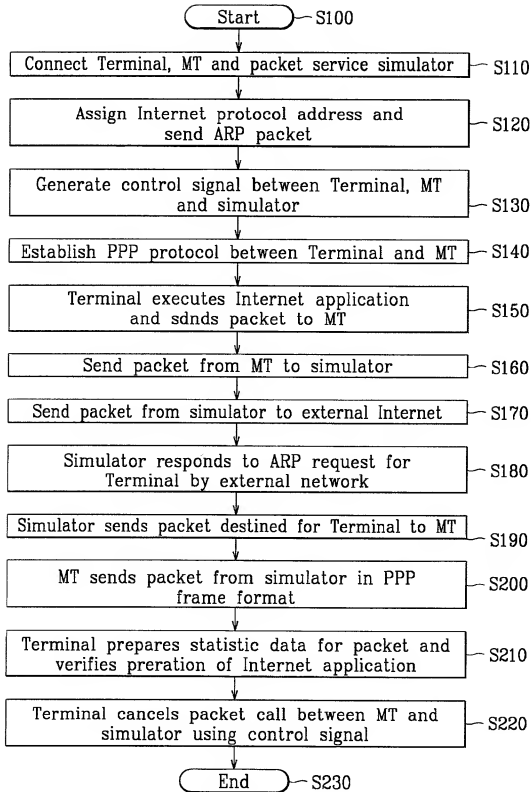 Start
S100
Connect Terminal, MT and packet service simulator
S110
Assign Internet protocol address and
send ARP packet
S120
Generate control signal between Terminal, MT
and simulator
S130
Establish PPP protocol between Terminal and MT
S140
Terminal executes Internet application
and sdnds packet to MT
S150
Send packet from MT to simulator
S160
Send packet from simulator to external Internet
S170
Simulator responds to ARP request for
Terminal by external network
S180
Simulator sends packet destined for Terminal to MT
S190
MT sends packet from simulator in PPP
frame format
S200
Terminal prepares statistic data for packet and
verifies preration of Internet application
S210
Terminal cancels packet call between MT and
simulator using control signal
S220
End
S230